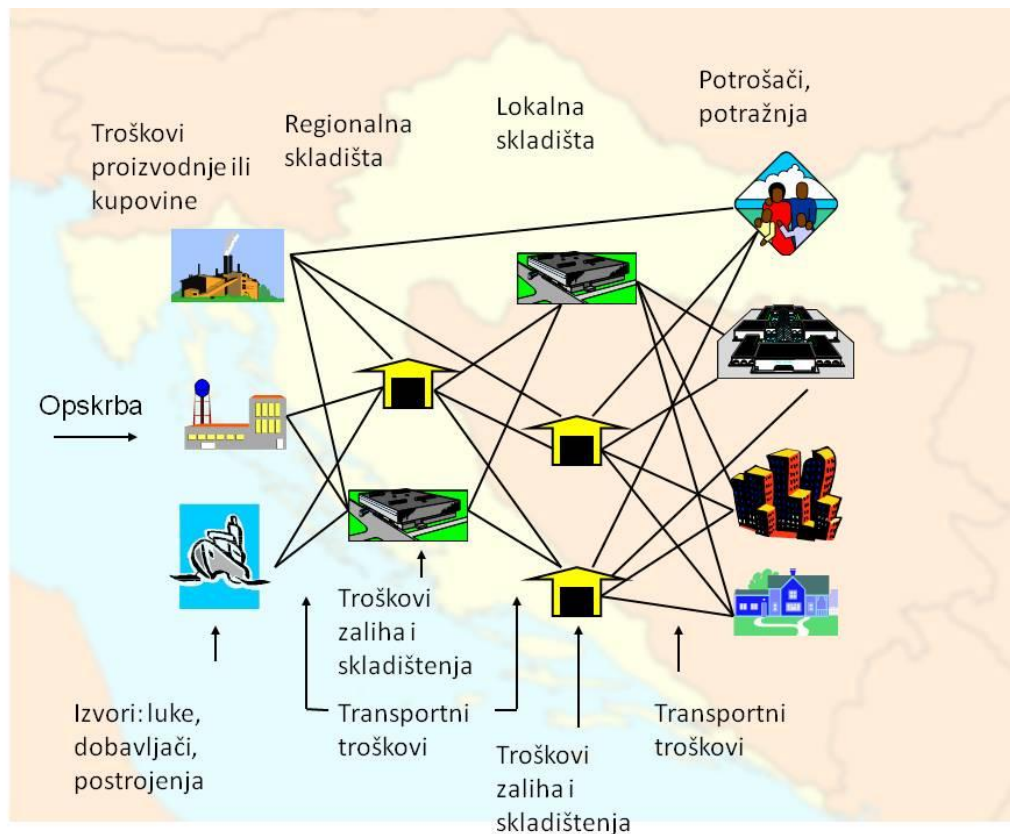 Troškovi
proizvodnje ili
kupovine
Regionalna
skladišta
Lokalna
skladišta
Potrošači,
potražnja
Opskrba
Troškovi
zaliha i
skladištenja
Izvori: luke,
dobavljači,
postrojenja
Transportni
troškovi
Troškovi
zaliha i
skladištenja
Transportni
troškovi